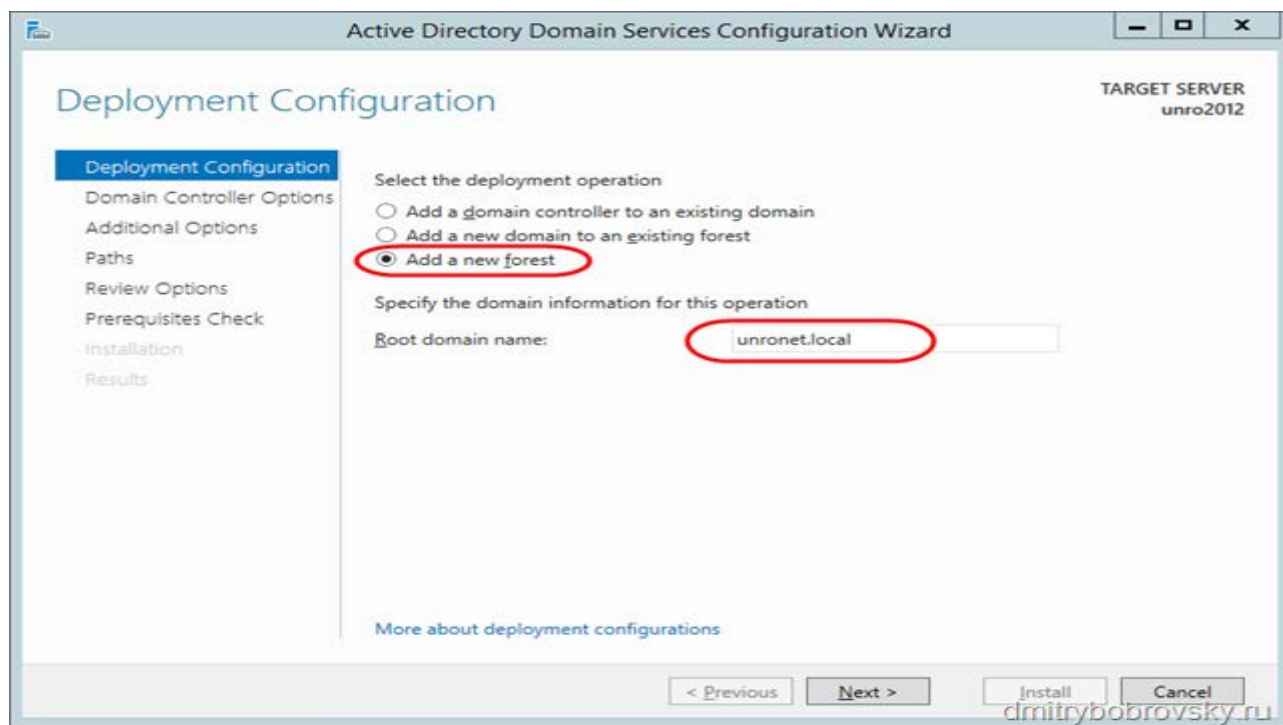 Active Directory Domain Services Configuration Wizard
Deployment Configuration
TARGET SERVER
unro2012
Deployment Configuration
Domain Controller Options
Additional Options
Paths
Review Options
Prerequisites Check
Installation
Results
Select the deployment operation
Add a domain controller to an existing domain
Add a new domain to an existing forest
Add a new forest
Specify the domain information for this operation
Root domain name: unronet.local
More about deployment configurations
< Previous Next > Install Cancel
dmitrybobrovsky.ru